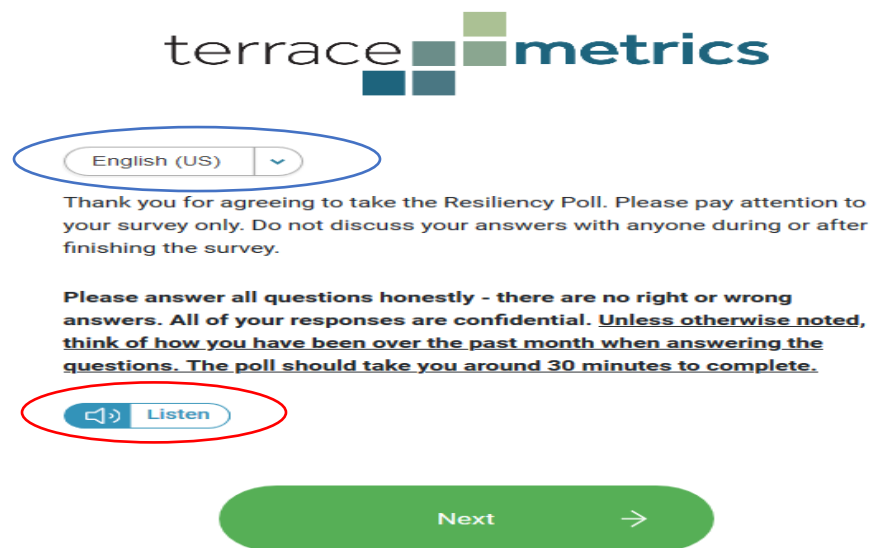 terrace metrics
English (US)
Thank you for agreeing to take the Resiliency Poll. Please pay attention to
your survey only. Do not discuss your answers with anyone during or after
finishing the survey.
Please answer all questions honestly - there are no right or wrong
answers. All of your responses are confidential. Unless otherwise noted,
think of how you have been over the past month when answering the
questions. The poll should take you around 30 minutes to complete.
Listen
Next